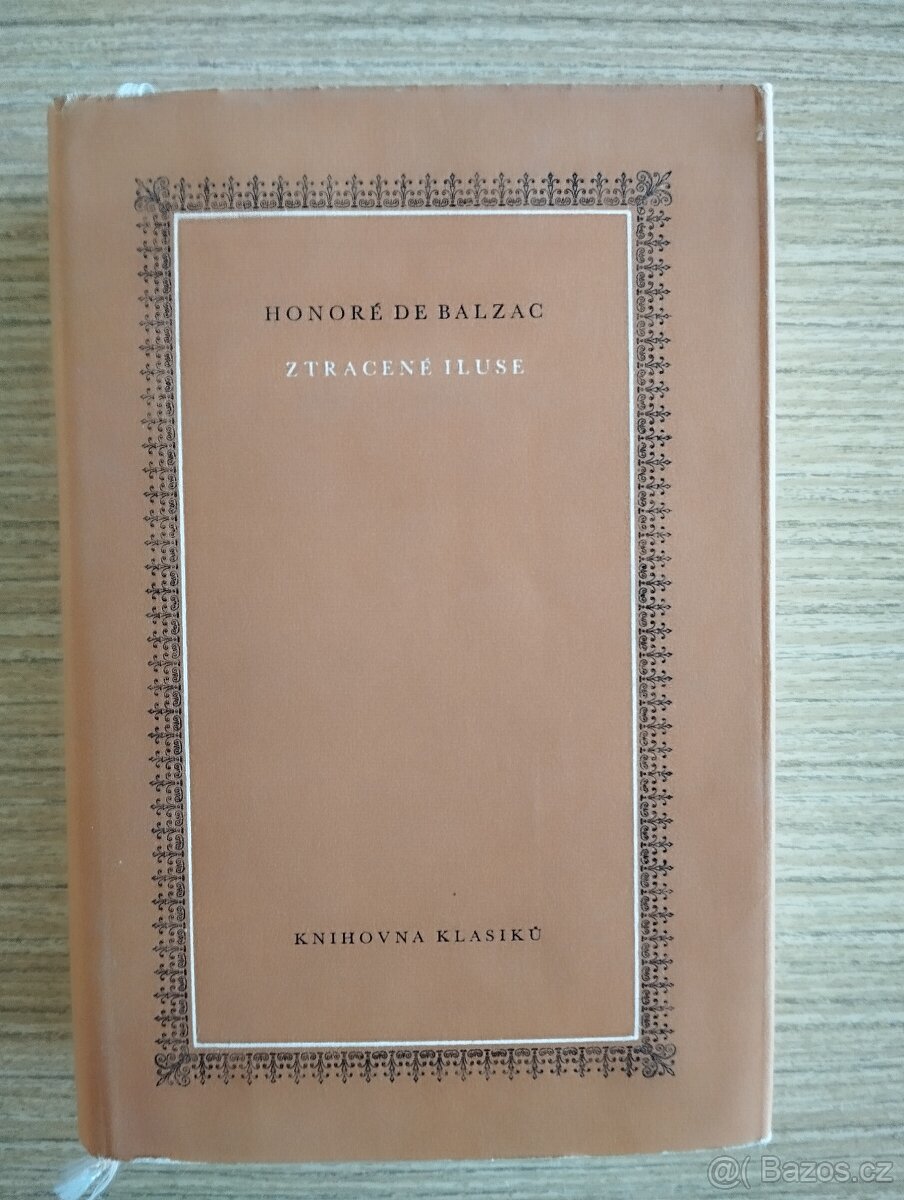 HONORÉ DE BALZAC
ZTRACENÉ ILUSE
KNIHOVNA KLASIKŮ
@( Bazos.cz